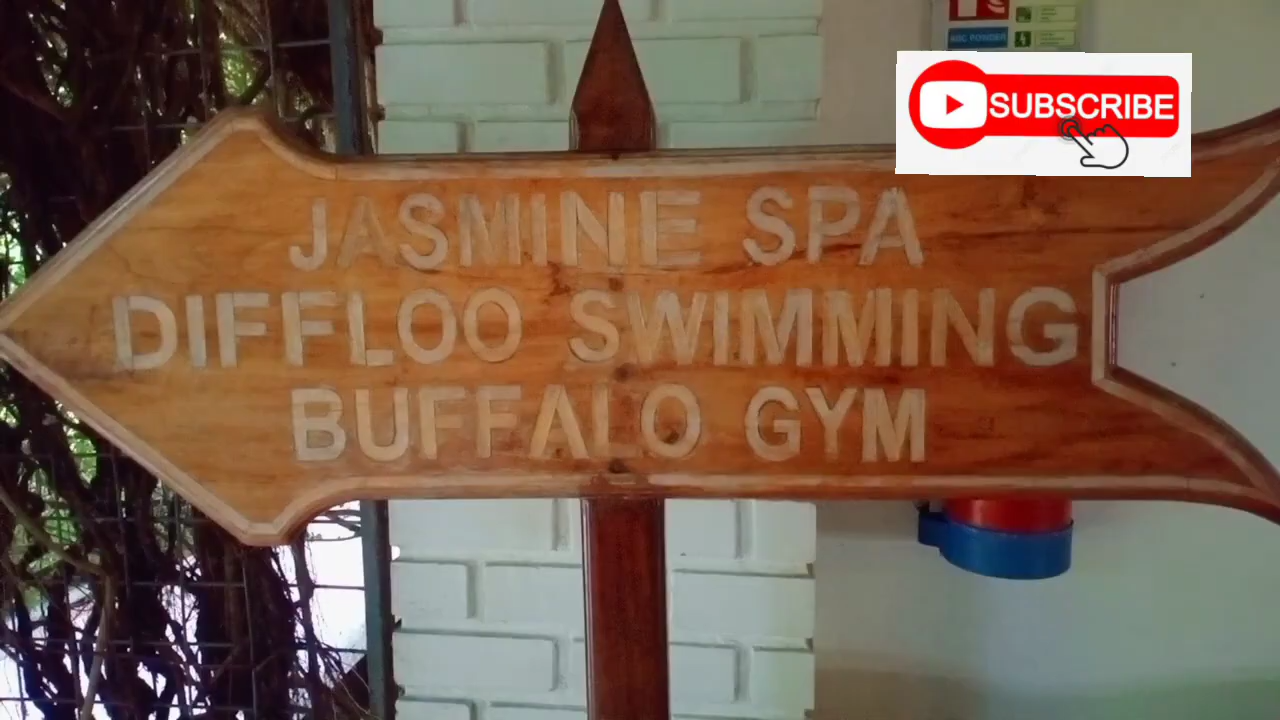 ABC POWDER
SUBSCRIBE
JASMINE SPA
DIFFLOO SWIMMING
BUFFALO GYM